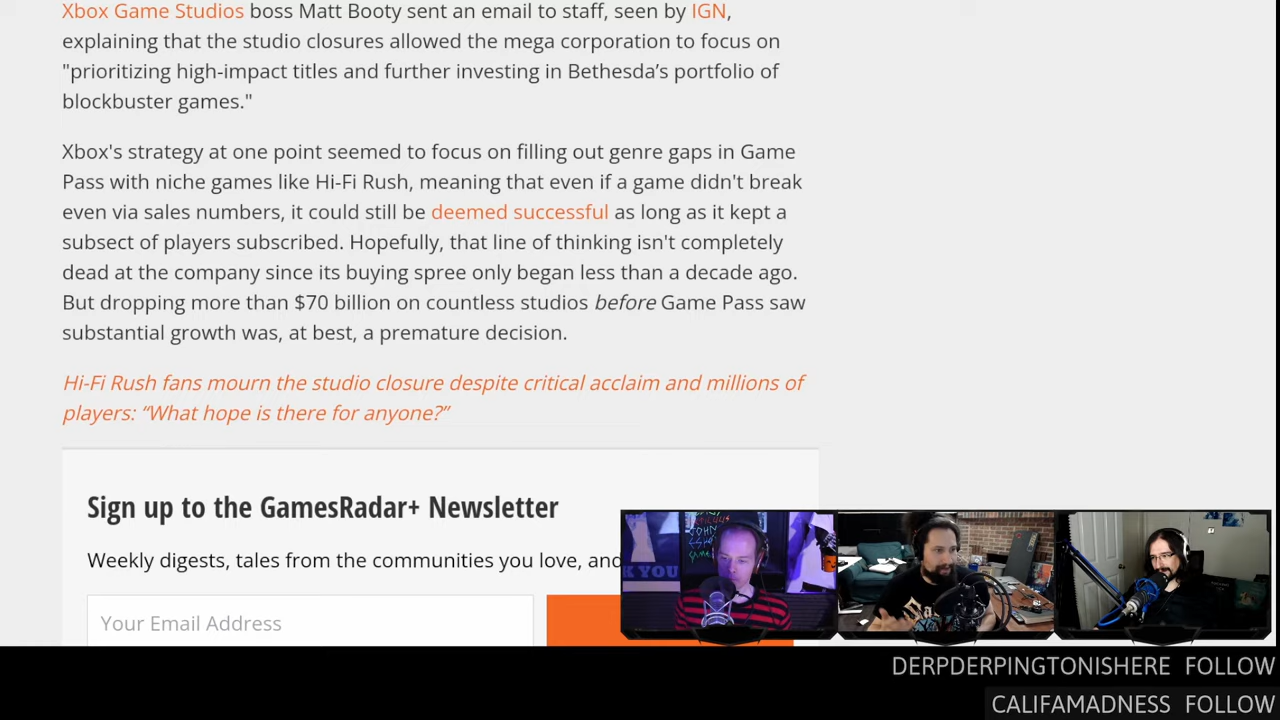 Xbox Game Studios boss Matt Booty sent an email to staff, seen by IGN,
explaining that the studio closures allowed the mega corporation to focus on
"prioritizing high-impact titles and further investing in Bethesda’s portfolio of
blockbuster games."
Xbox's strategy at one point seemed to focus on filling out genre gaps in Game
Pass with niche games like Hi-Fi Rush, meaning that even if a game didn't break
even via sales numbers, it could still be deemed successful as long as it kept a
subsect of players subscribed. Hopefully, that line of thinking isn't completely
dead at the company since its buying spree only began less than a decade ago.
But dropping more than $70 billion on countless studios before Game Pass saw
substantial growth was, at best, a premature decision.
Hi-Fi Rush fans mourn the studio closure despite critical acclaim and millions of
players: “What hope is there for anyone?”
Sign up to the GamesRadar+ Newsletter
Weekly digests, tales from the communities you love, and
Your Email Address
K YOU
JOHN
DERPDERPINGTONISHERE FOLLOW
CALIFAMADNESS FOLLOW